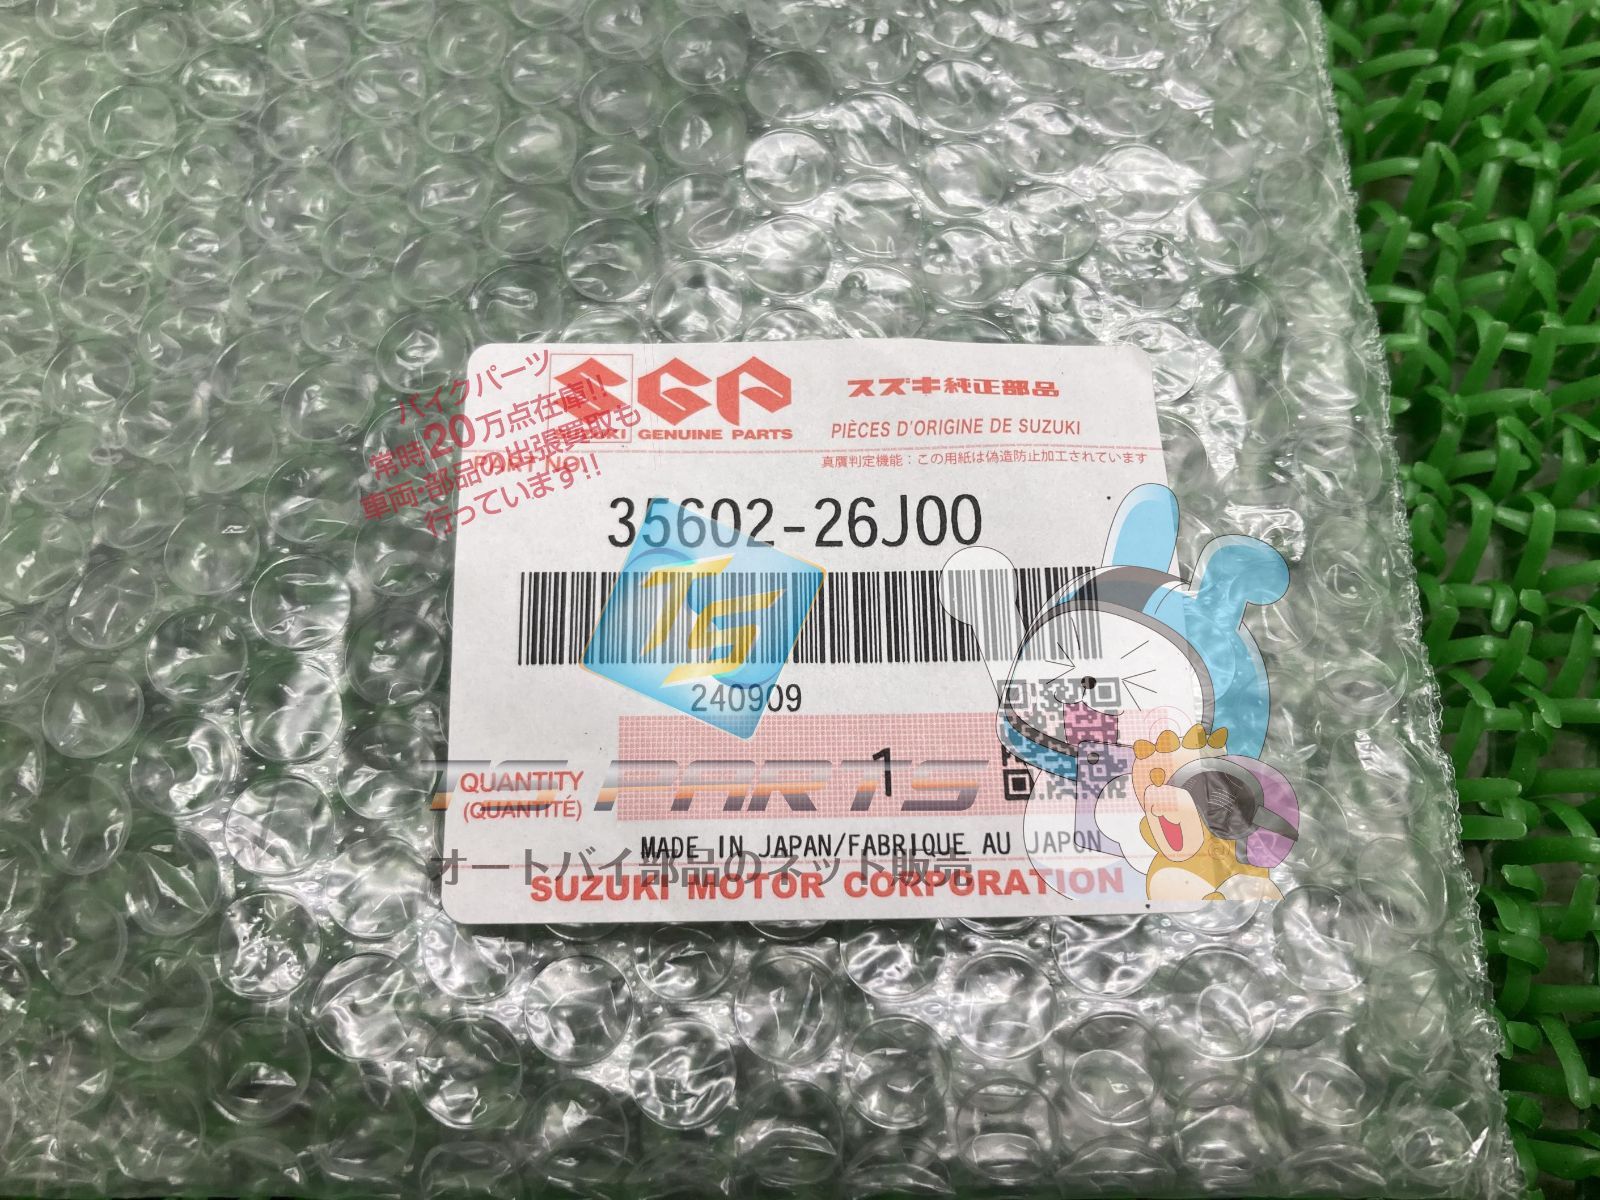 SGP
SUZUKI GENUINE PARTS
スズキ純正部品
PIÈCES D'ORIGINE DE SUZUKI
真贋判定機能：この用紙は偽造防止加工されています
PART NO.
バイクパーツ
常時20万点在庫!!
車両・部品の出張買取も
行っています!!
35602-26J00
TS
240909
QUANTITY
(QUANTITÉ)
1
TS PARTS
MADE IN JAPAN/FABRIQUE AU JAPON
オートバイ部品のネット販売
SUZUKI MOTOR CORPORATION